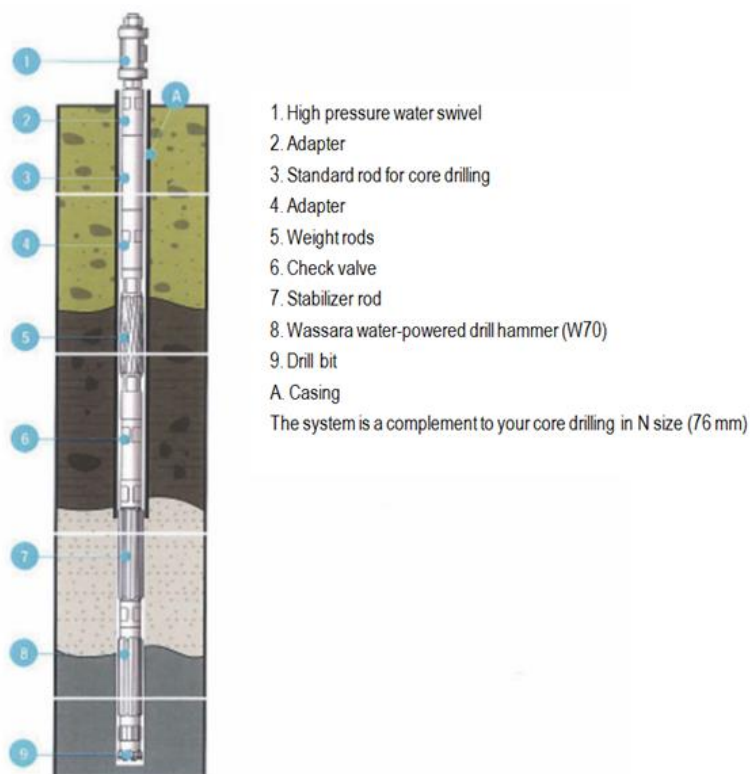 1
A
2
3
4
5
6
7
8
9
1. High pressure water swivel
2. Adapter
3. Standard rod for core drilling
4. Adapter
5. Weight rods
6. Check valve
7. Stabilizer rod
8. Wassara water-powered drill hammer (W70)
9. Drill bit
A. Casing
The system is a complement to your core drilling in N size (76 mm)